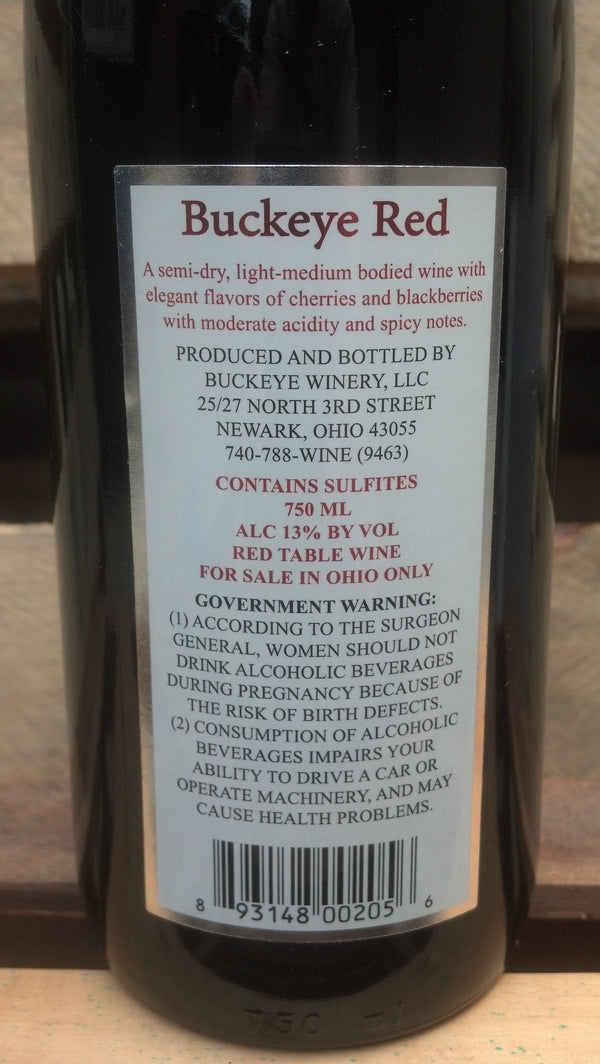 Buckeye Red
A semi-dry, light-medium bodied wine with
elegant flavors of cherries and blackberries
with moderate acidity and spicy notes.
PRODUCED AND BOTTLED BY
BUCKEYE WINERY, LLC
25/27 NORTH 3RD STREET
NEWARK, OHIO 43055
740-788-WINE (9463)
CONTAINS SULFITES
750 ML
ALC 13% BY VOL
RED TABLE WINE
FOR SALE IN OHIO ONLY
GOVERNMENT WARNING:
(1) ACCORDING TO THE SURGEON
GENERAL, WOMEN SHOULD NOT
DRINK ALCOHOLIC BEVERAGES
DURING PREGNANCY BECAUSE OF
THE RISK OF BIRTH DEFECTS.
(2) CONSUMPTION OF ALCOHOLIC
BEVERAGES IMPAIRS YOUR
ABILITY TO DRIVE A CAR OR
OPERATE MACHINERY, AND MAY
CAUSE HEALTH PROBLEMS.
8 93148 00205 6
750 ml